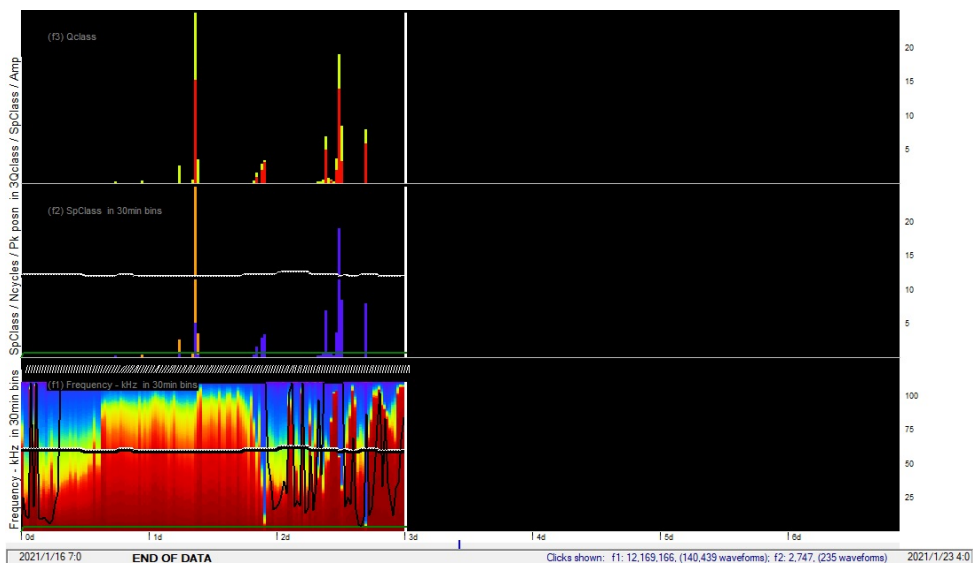 (f3) Qclass
20
15
10
5
3Qclass / SpClass / Amp
(f2) SpClass in 30min bins
20
15
10
5
SpClass / Ncycles / Pk posn in
(f1) Frequency - kHz in 30min bins
100
75
50
25
Frequency - kHz in 30min bins
0d 1d 2d 3d 4d 5d 6d
2021/1/16 7:0 END OF DATA Clicks shown: f1: 12,169,166, (140,439 waveforms); f2: 2,747, (235 waveforms) 2021/1/23 4:0